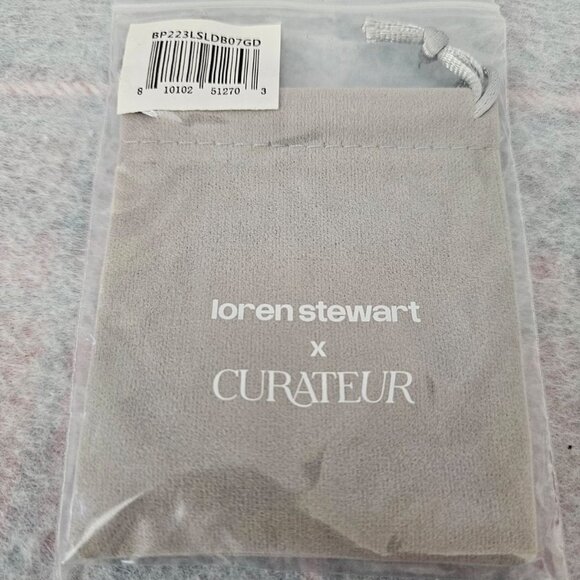 BP223LSLDB07GD
8 10102 51270 3
loren stewart
x
CURATEUR